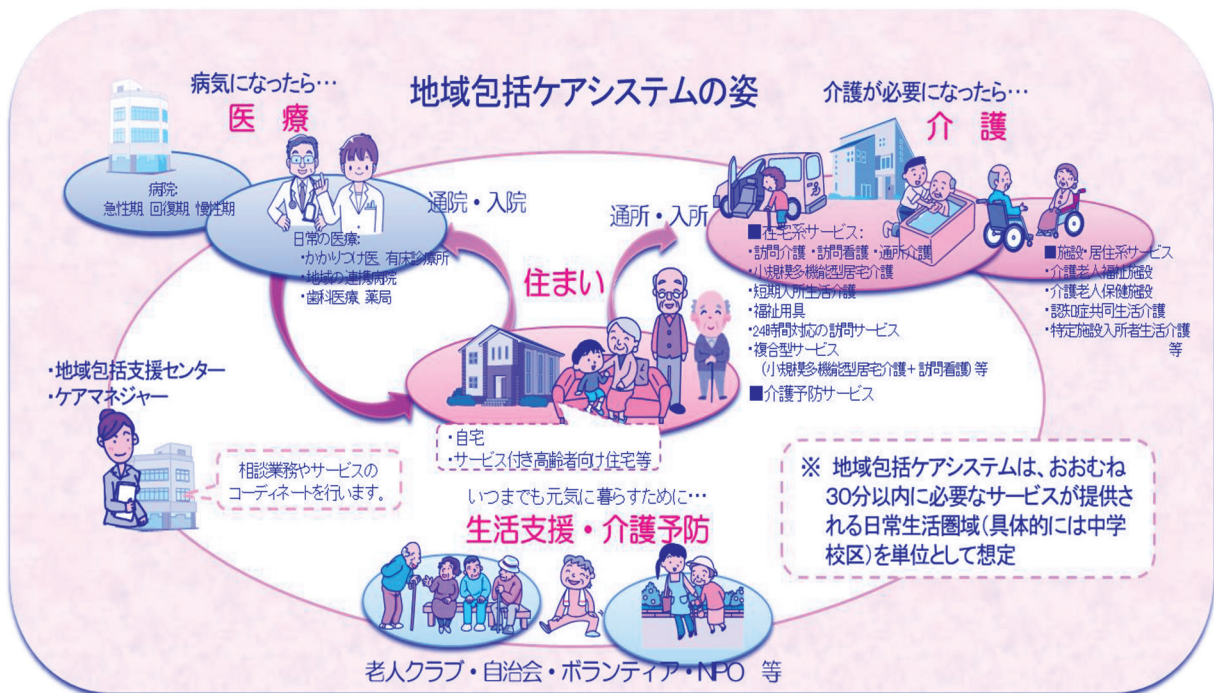 地域包括ケアシステムの姿
病気になったら…
医療
病院:
急性期 回復期 慢性期
日常の医療:
・かかりつけ医 有床診療所
・地域の連携病院
・歯科医療 薬局
通院・入院
通所・入所
介護が必要になったら…
介護
■在宅系サービス:
・訪問介護・訪問看護・通所介護
・小規模多機能型居宅介護
・短期入所生活介護
・福祉用具
・24時間対応の訪問サービス
・複合型サービス
(小規模多機能型居宅介護+訪問看護)等
■介護予防サービス
■施設・居住系サービス
・介護老人福祉施設
・介護老人保健施設
・認知症共同生活介護
・特定施設入所者生活介護
等
住まい
・自宅
・サービス付き高齢者向け住宅等
・地域包括支援センター
・ケアマネジャー
相談業務やサービスの
コーディネートを行います。
いつまでも元気に暮らすために…
生活支援・介護予防
老人クラブ・自治会・ボランティア・NPO 等
※ 地域包括ケアシステムは、おおむね
30分以内に必要なサービスが提供さ
れる日常生活圏域(具体的には中学
校区)を単位として想定